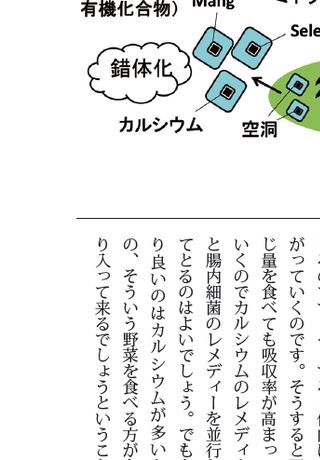 有機化合物）
Mang
Sele
錯体化
カルシウム
空洞
がっていくのです。そうすると
じ量を食べても吸収率が高まっ
いくのでカルシウムのレメディ
と腸内細菌のレメディーを並行
てとるのはよいでしょう。でも
り良いのはカルシウムが多い
の、そういう野菜を食べる方が
り入って来るでしょうというこ